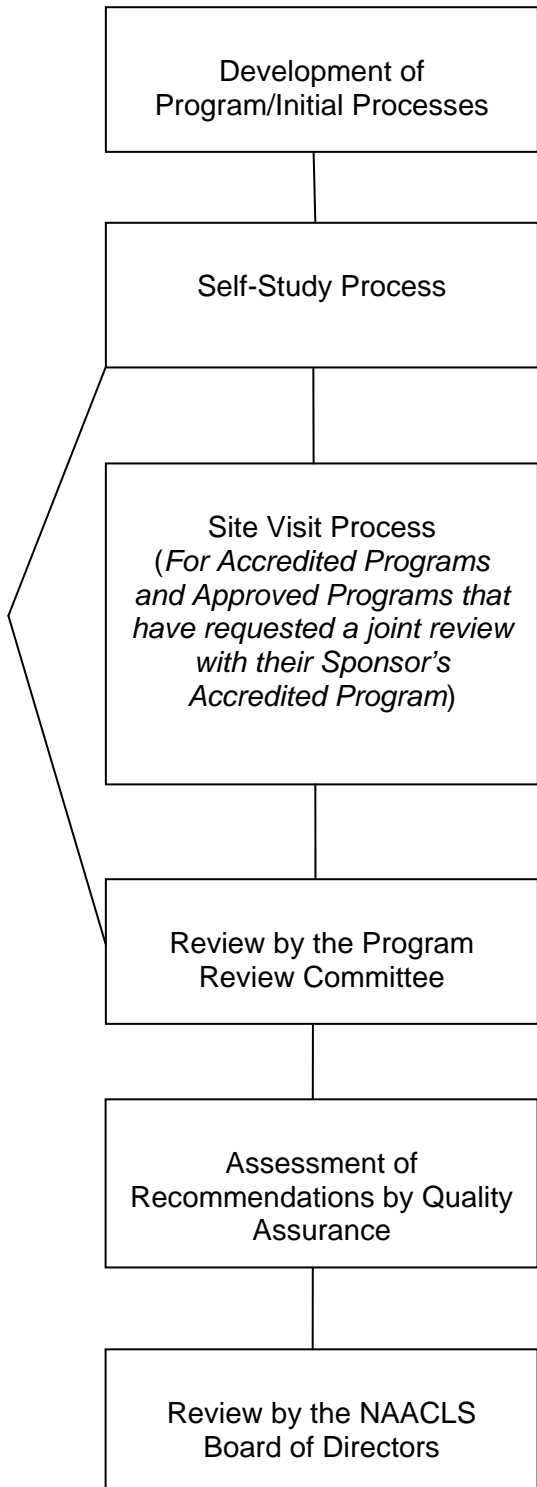 Development of
Program/Initial Processes
Self-Study Process
Site Visit Process
(For Accredited Programs
and Approved Programs that
have requested a joint review
with their Sponsor’s
Accredited Program)
Review by the Program
Review Committee
Assessment of
Recommendations by Quality
Assurance
Review by the NAACLS
Board of Directors